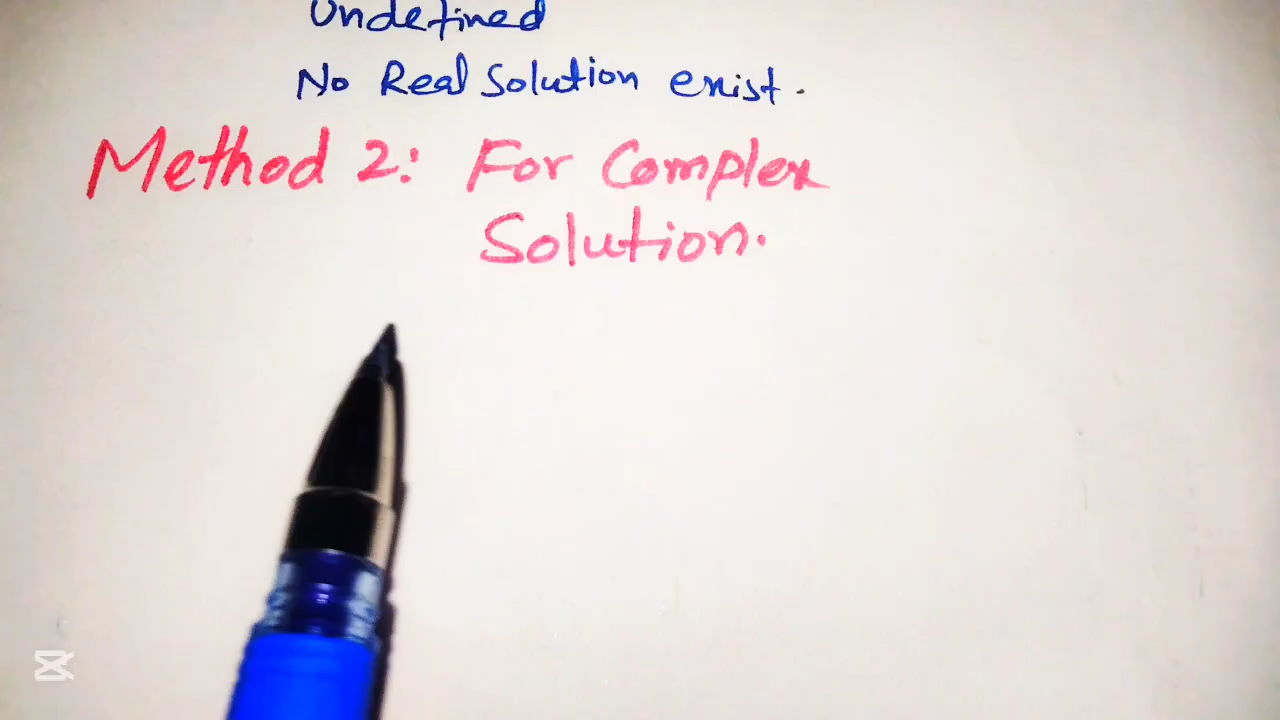 Undefined
No Real Solution exist.
Method 2: For Complex
Solution.